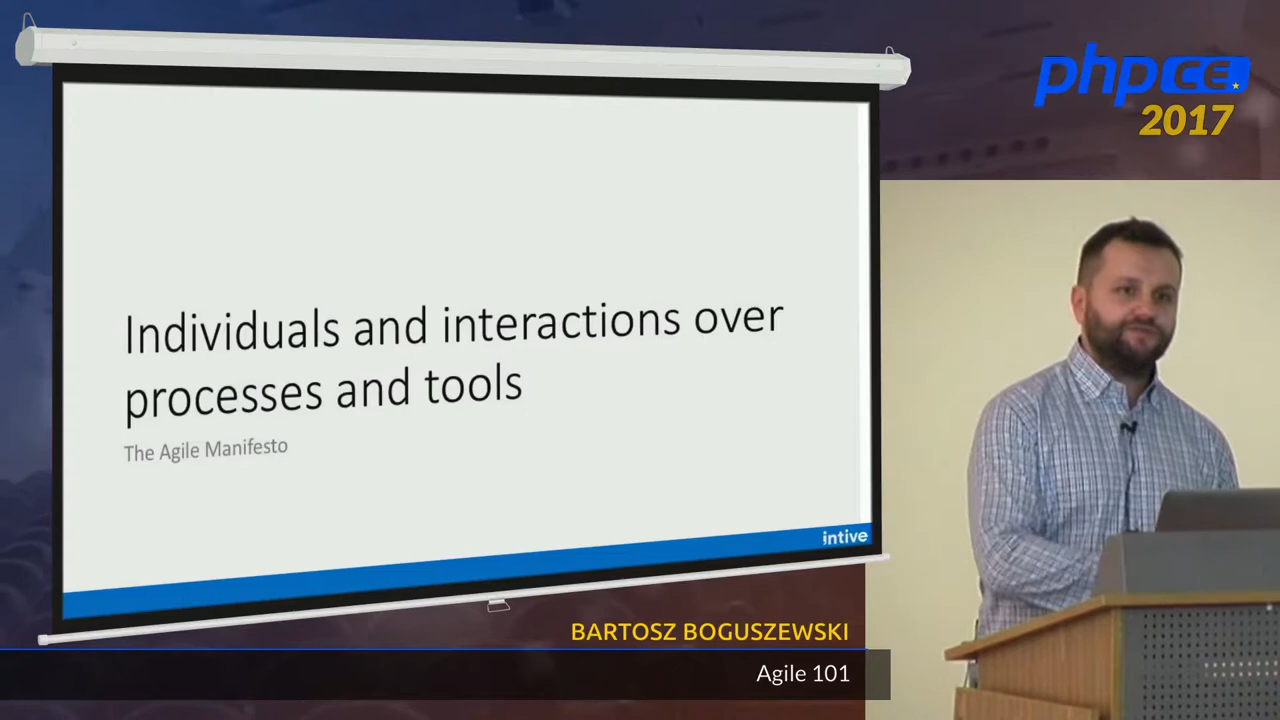 phpCE
2017
Individuals and interactions over
processes and tools
The Agile Manifesto
intive
BARTOSZ BOGUSZEWSKI
Agile 101